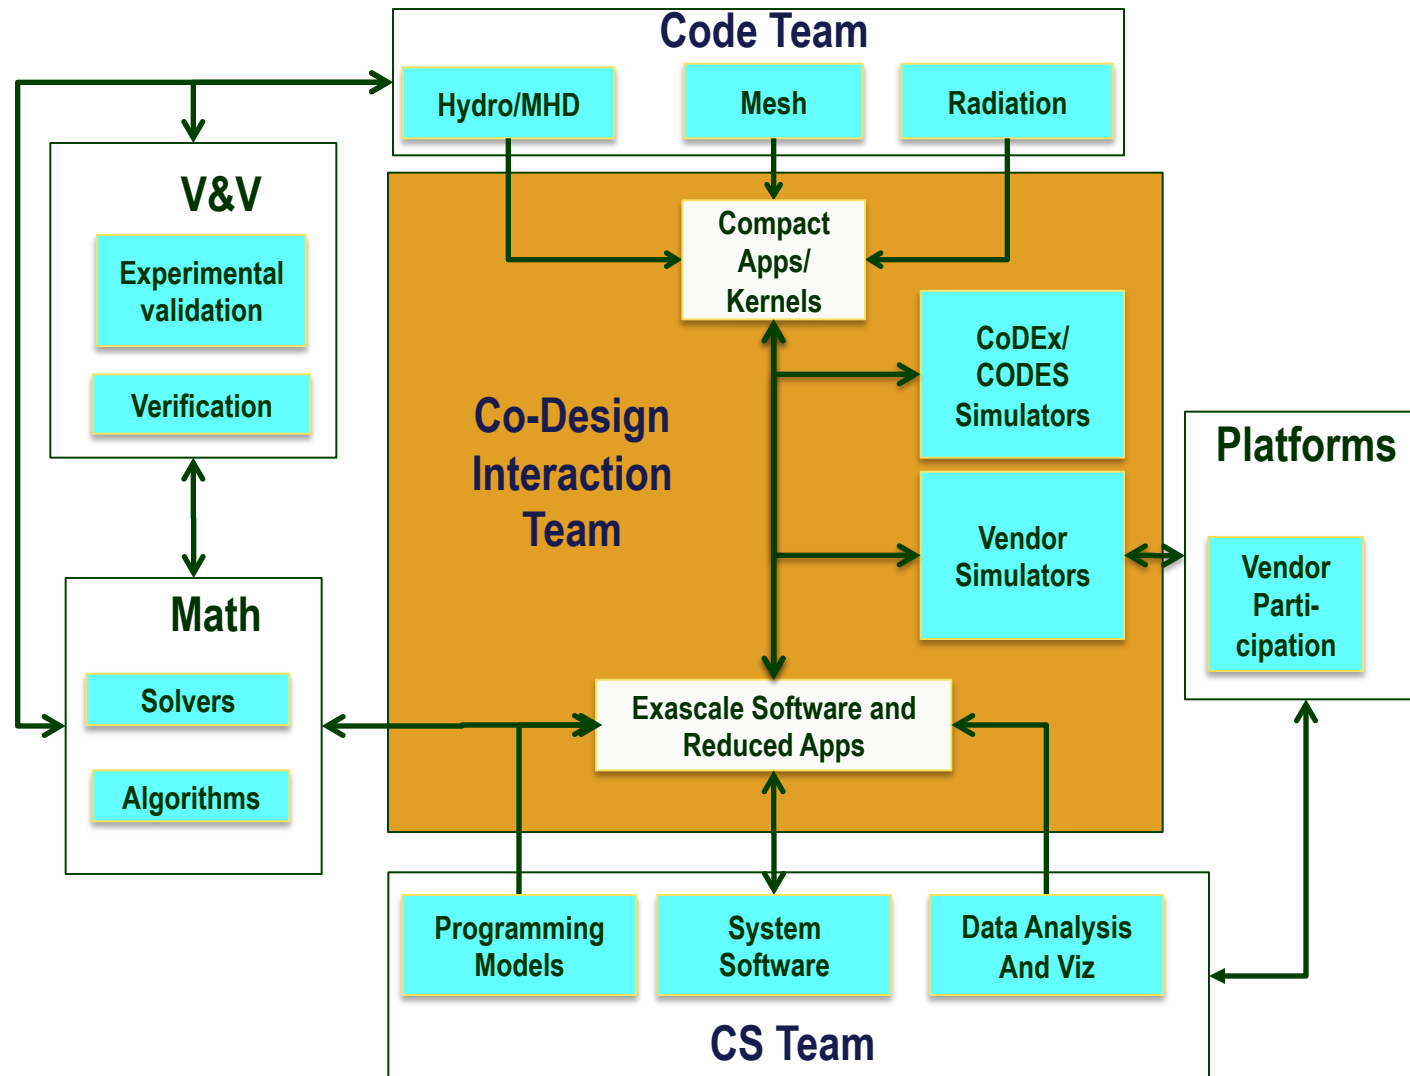 Code Team
Hydro/MHD
Mesh
Radiation
V&V
Experimental
validation
Verification
Compact
Apps/
Kernels
CoDEx/
CODES
Simulators
Co-Design
Interaction
Team
Vendor
Simulators
Platforms
Vendor
Parti-
cipation
Math
Solvers
Algorithms
Exascale Software and
Reduced Apps
Programming
Models
System
Software
Data Analysis
And Viz
CS Team